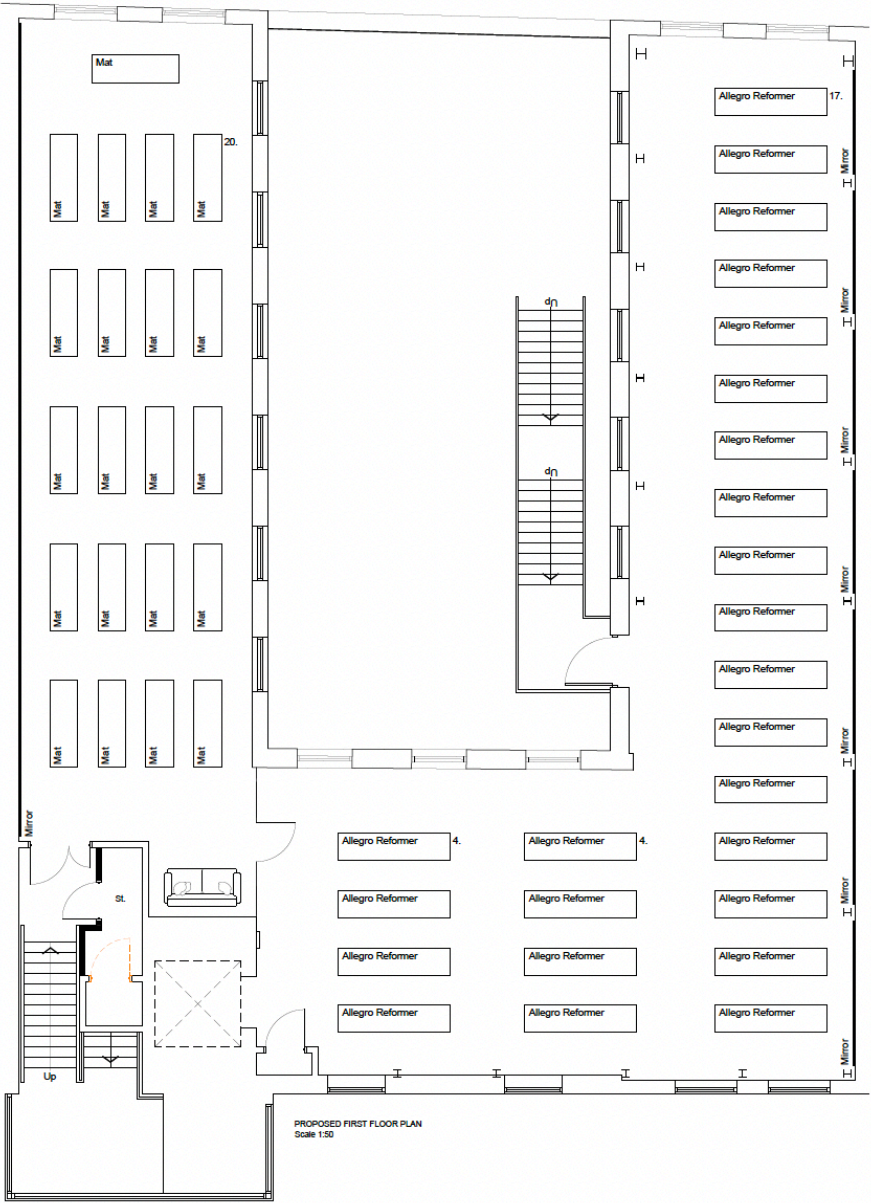 Mat
Allegro Reformer 17.
20.
Allegro Reformer
Mirror
Mat Mat Mat Mat
Allegro Reformer
Allegro Reformer
Up
Mirror
Allegro Reformer
Mat Mat Mat Mat
Allegro Reformer
Allegro Reformer
Mirror
Up
Mat Mat Mat Mat
Allegro Reformer
Allegro Reformer
Mirror
Allegro Reformer
Mat Mat Mat Mat
Allegro Reformer
Allegro Reformer
Mirror
Mat Mat Mat Mat
Allegro Reformer
Mirror
Allegro Reformer 4. Allegro Reformer 4. Allegro Reformer
Mirror
St.
Allegro Reformer Allegro Reformer Allegro Reformer
Allegro Reformer Allegro Reformer Allegro Reformer
Allegro Reformer Allegro Reformer Allegro Reformer
Mirror
Up
PROPOSED FIRST FLOOR PLAN
Scale 1:50